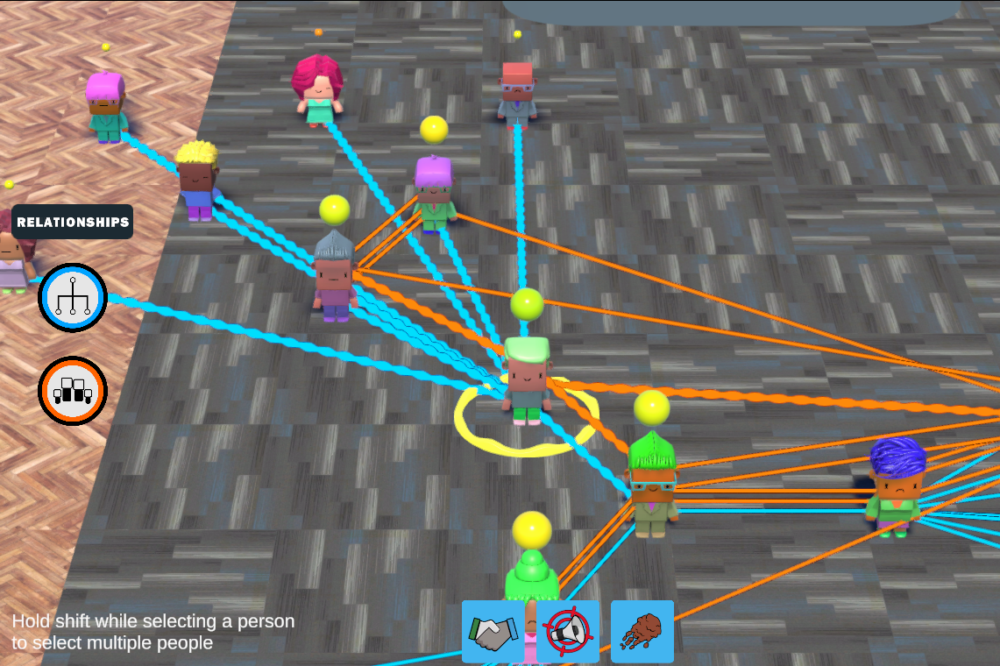 RELATIONSHIPS
Hold shift while selecting a person
to select multiple people